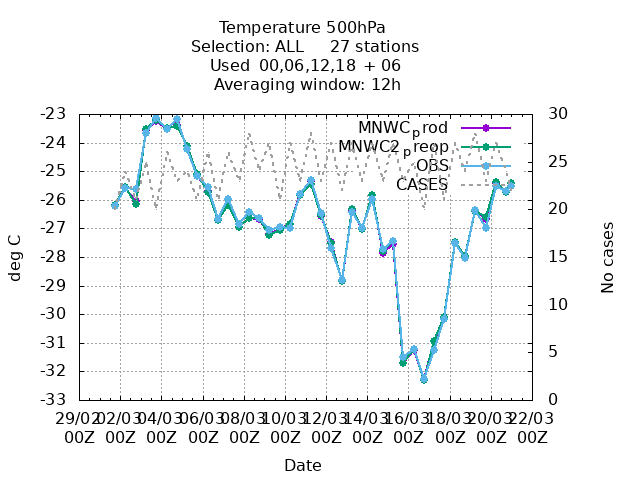 Temperature 500hPa
Selection: ALL 27 stations
Used 00,06,12,18 + 06
Averaging window: 12h
-23
-24
-25
-26
-27
-28
-29
-30
-31
-32
-33
deg C
MNWC_prod
MNWC2_preop
OBS
CASES
30
25
20
15
10
5
0
No cases
29/02 02/03 04/03 06/03 08/03 10/03 12/03 14/03 16/03 18/03 20/03 22/03
00Z 00Z 00Z 00Z 00Z 00Z 00Z 00Z 00Z 00Z 00Z 00Z
Date